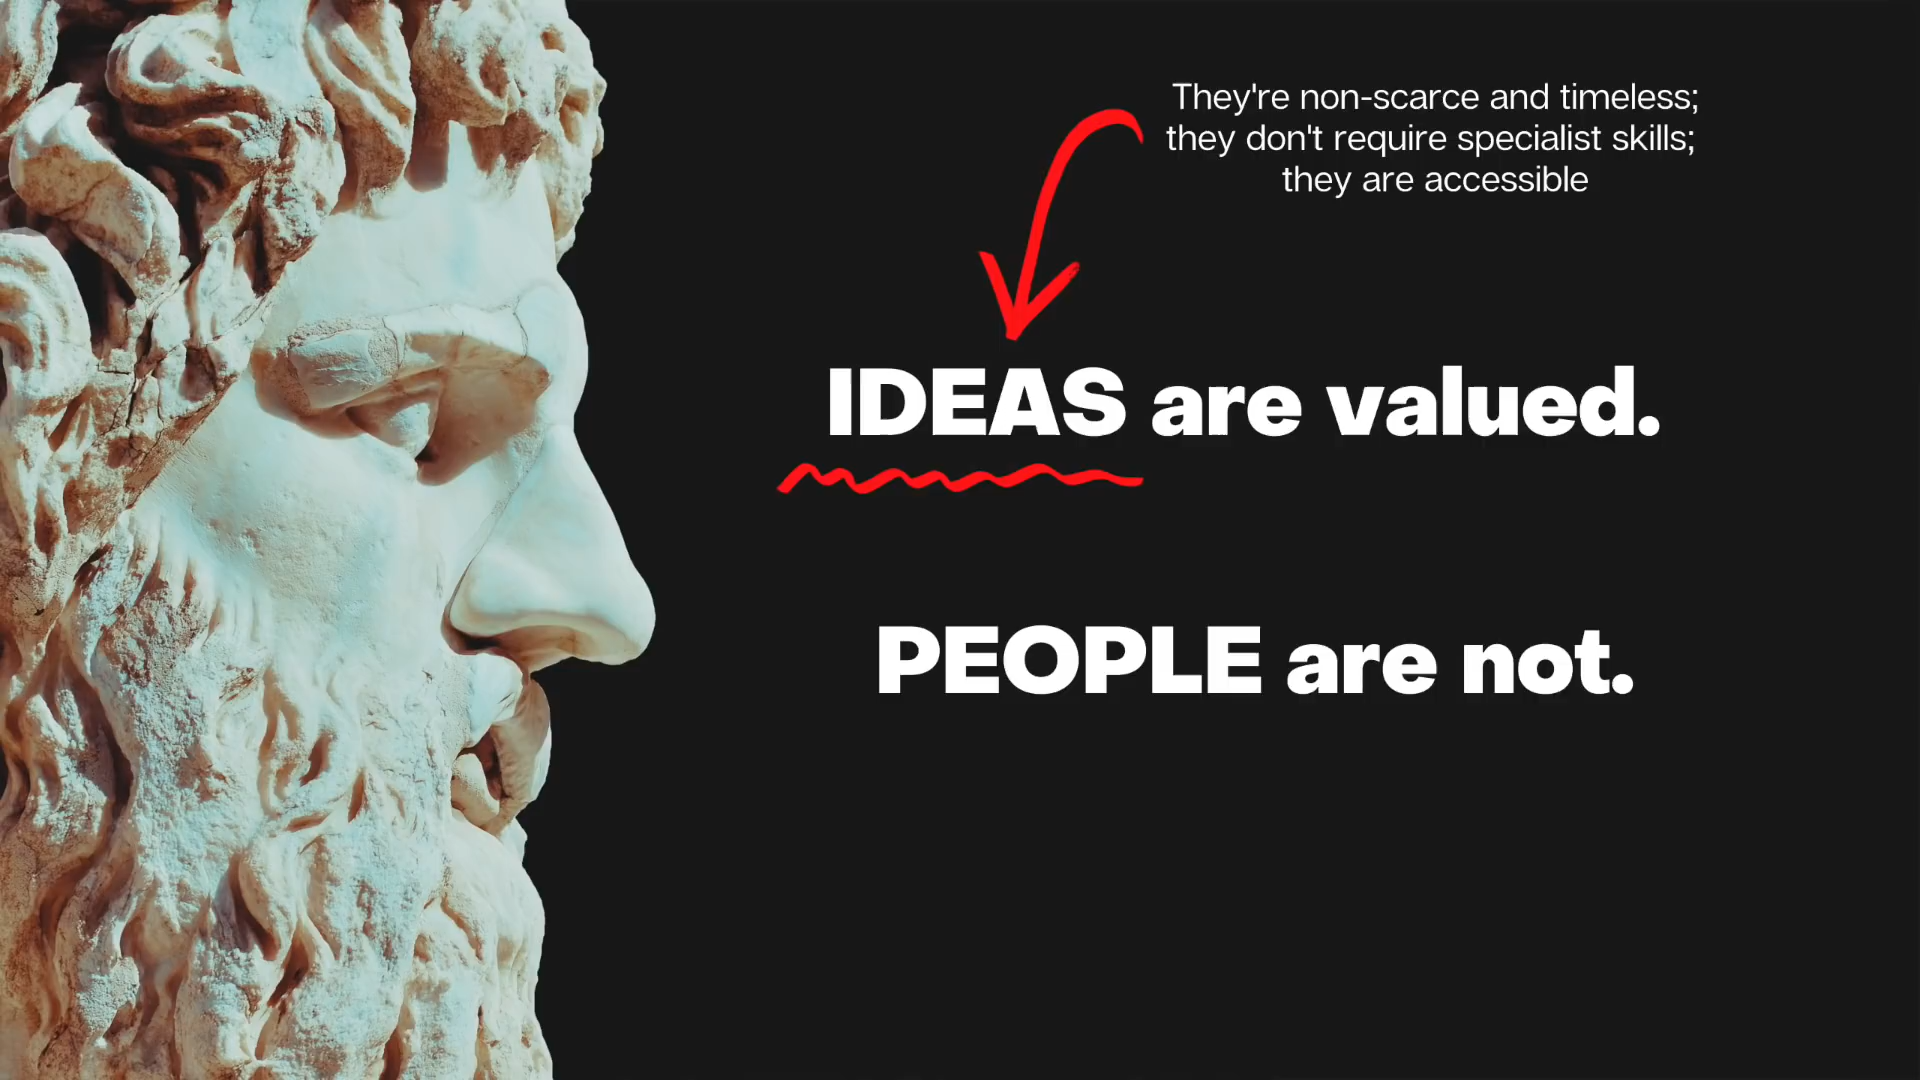 They're non-scarce and timeless;
they don't require specialist skills;
they are accessible
IDEAS are valued.
PEOPLE are not.